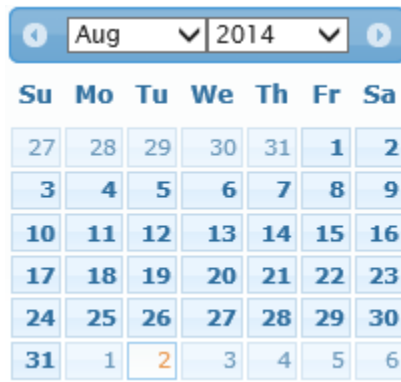 Aug 2014
Su Mo Tu We Th Fr Sa
27 28 29 30 31 1 2
3 4 5 6 7 8 9
10 11 12 13 14 15 16
17 18 19 20 21 22 23
24 25 26 27 28 29 30
31 1 2 3 4 5 6